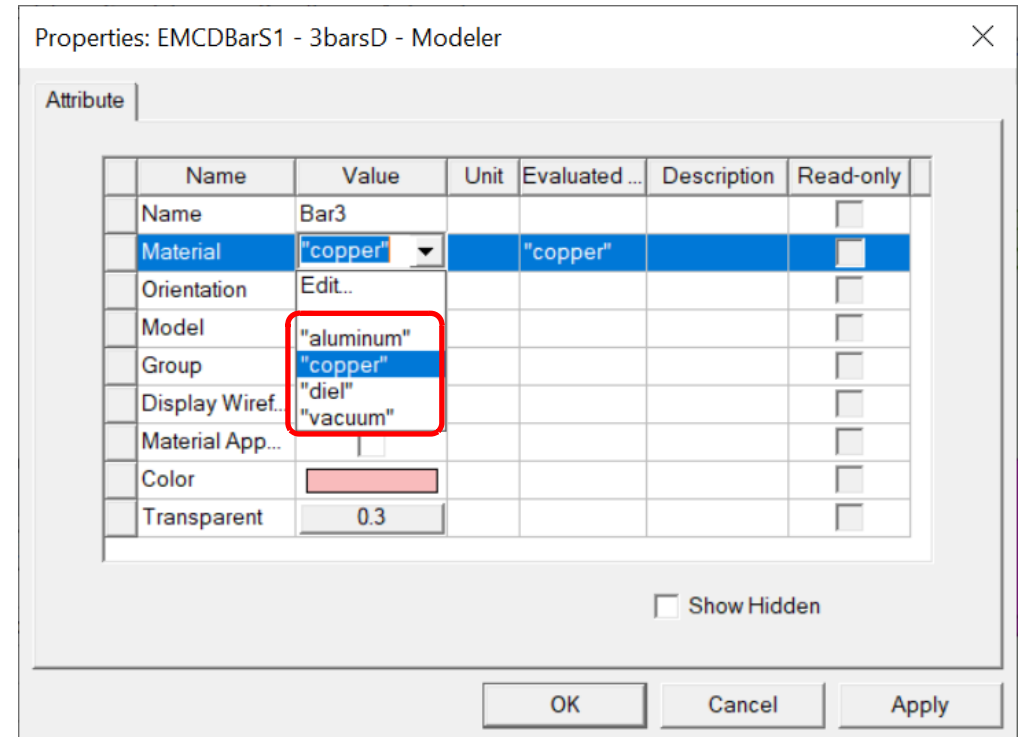 Properties: EMCDBarS1 - 3barsD - Modeler
Attribute
Name Value Unit Evaluated ... Description Read-only
Name Bar3
Material "copper" "copper"
Orientation Edit...
Model "aluminum"
Group "copper"
"diel"
Display Wiref... "vacuum"
Material App...
Color
Transparent 0.3
Show Hidden
OK Cancel Apply